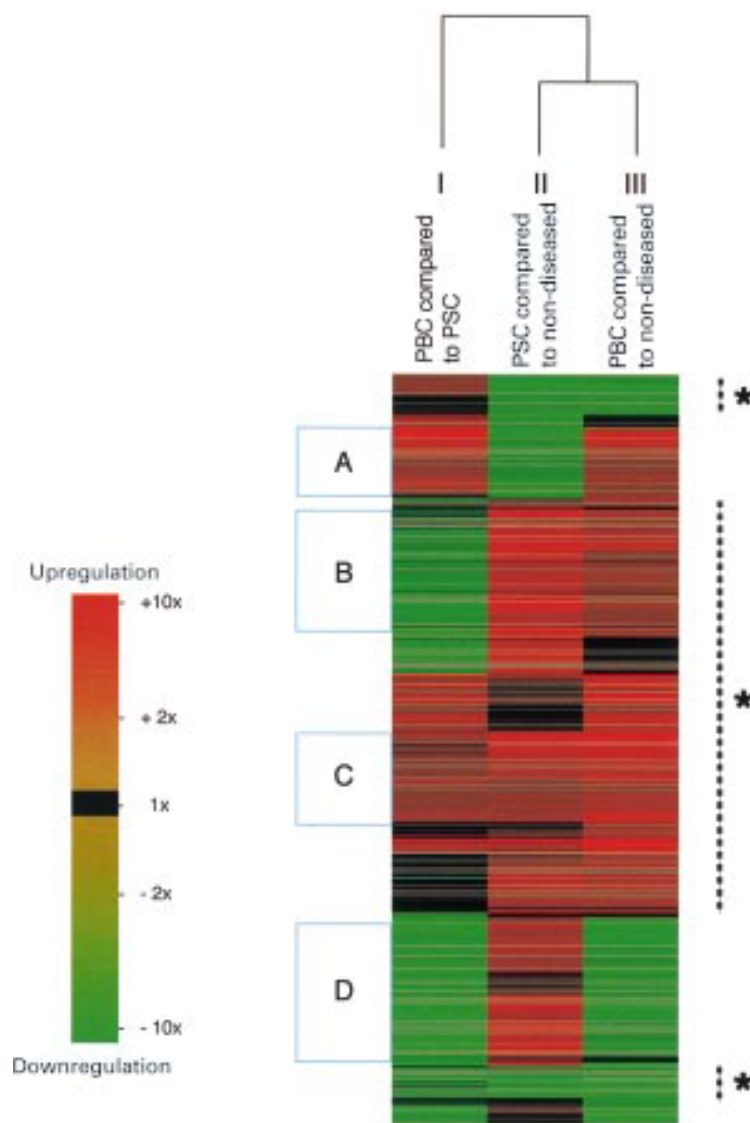 I
II
III
PBC compared
to PSC
PSC compared
to non-diseased
PBC compared
to non-diseased
*
A
B
C
D
*
*
Upregulation
+10x
+ 2x
1x
- 2x
- 10x
Downregulation